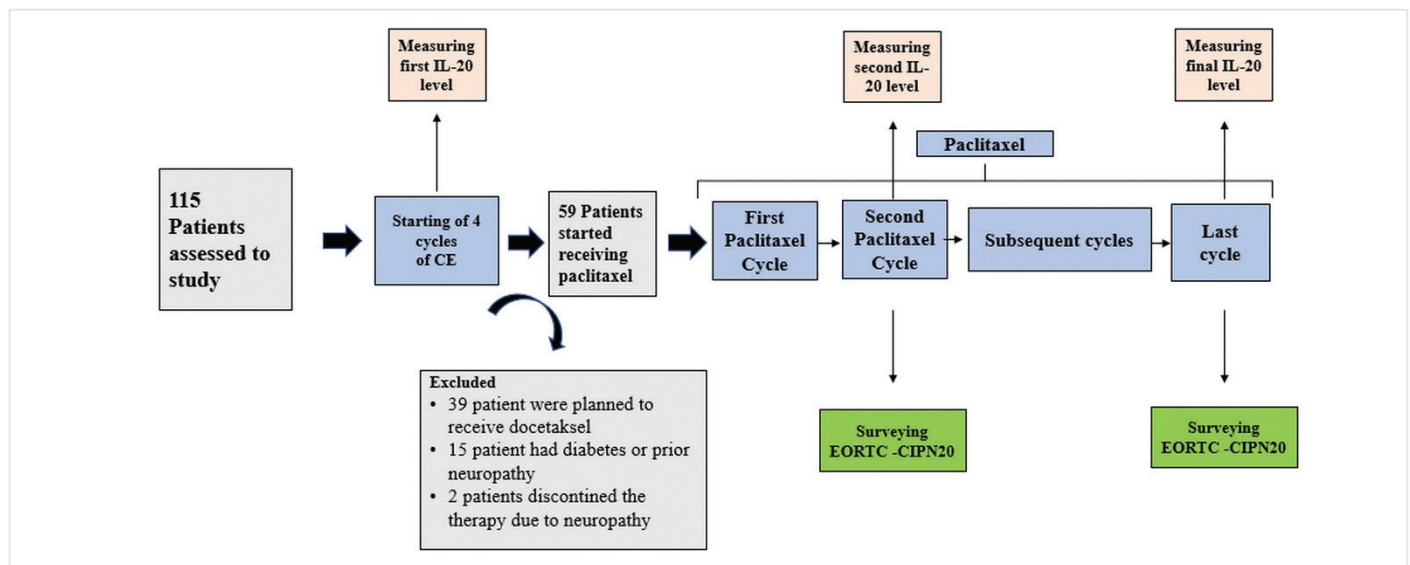 Measuring
first IL-20
level
Measuring
second IL-
20 level
Measuring
final IL-20
level
Paclitaxel
115
Patients
assessed to
study
Starting of 4
cycles
of CE
59 Patients
started
receiving
paclitaxel
First
Paclitaxel
Cycle
Second
Paclitaxel
Cycle
Subsequent cycles
Last
cycle
Excluded
• 39 patient were planned to
receive docetaksel
• 15 patient had diabetes or prior
neuropathy
• 2 patients discontined the
therapy due to neuropathy
Surveying
EORTC -CIPN20
Surveying
EORTC -CIPN20